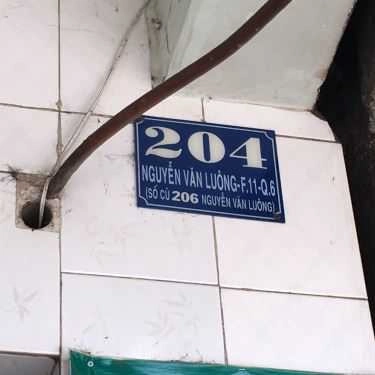 204
NGUYỄN VĂN LUÔNG-F.11-Q.6
(SỐ CŨ 206 NGUYỄN VĂN LUÔNG)